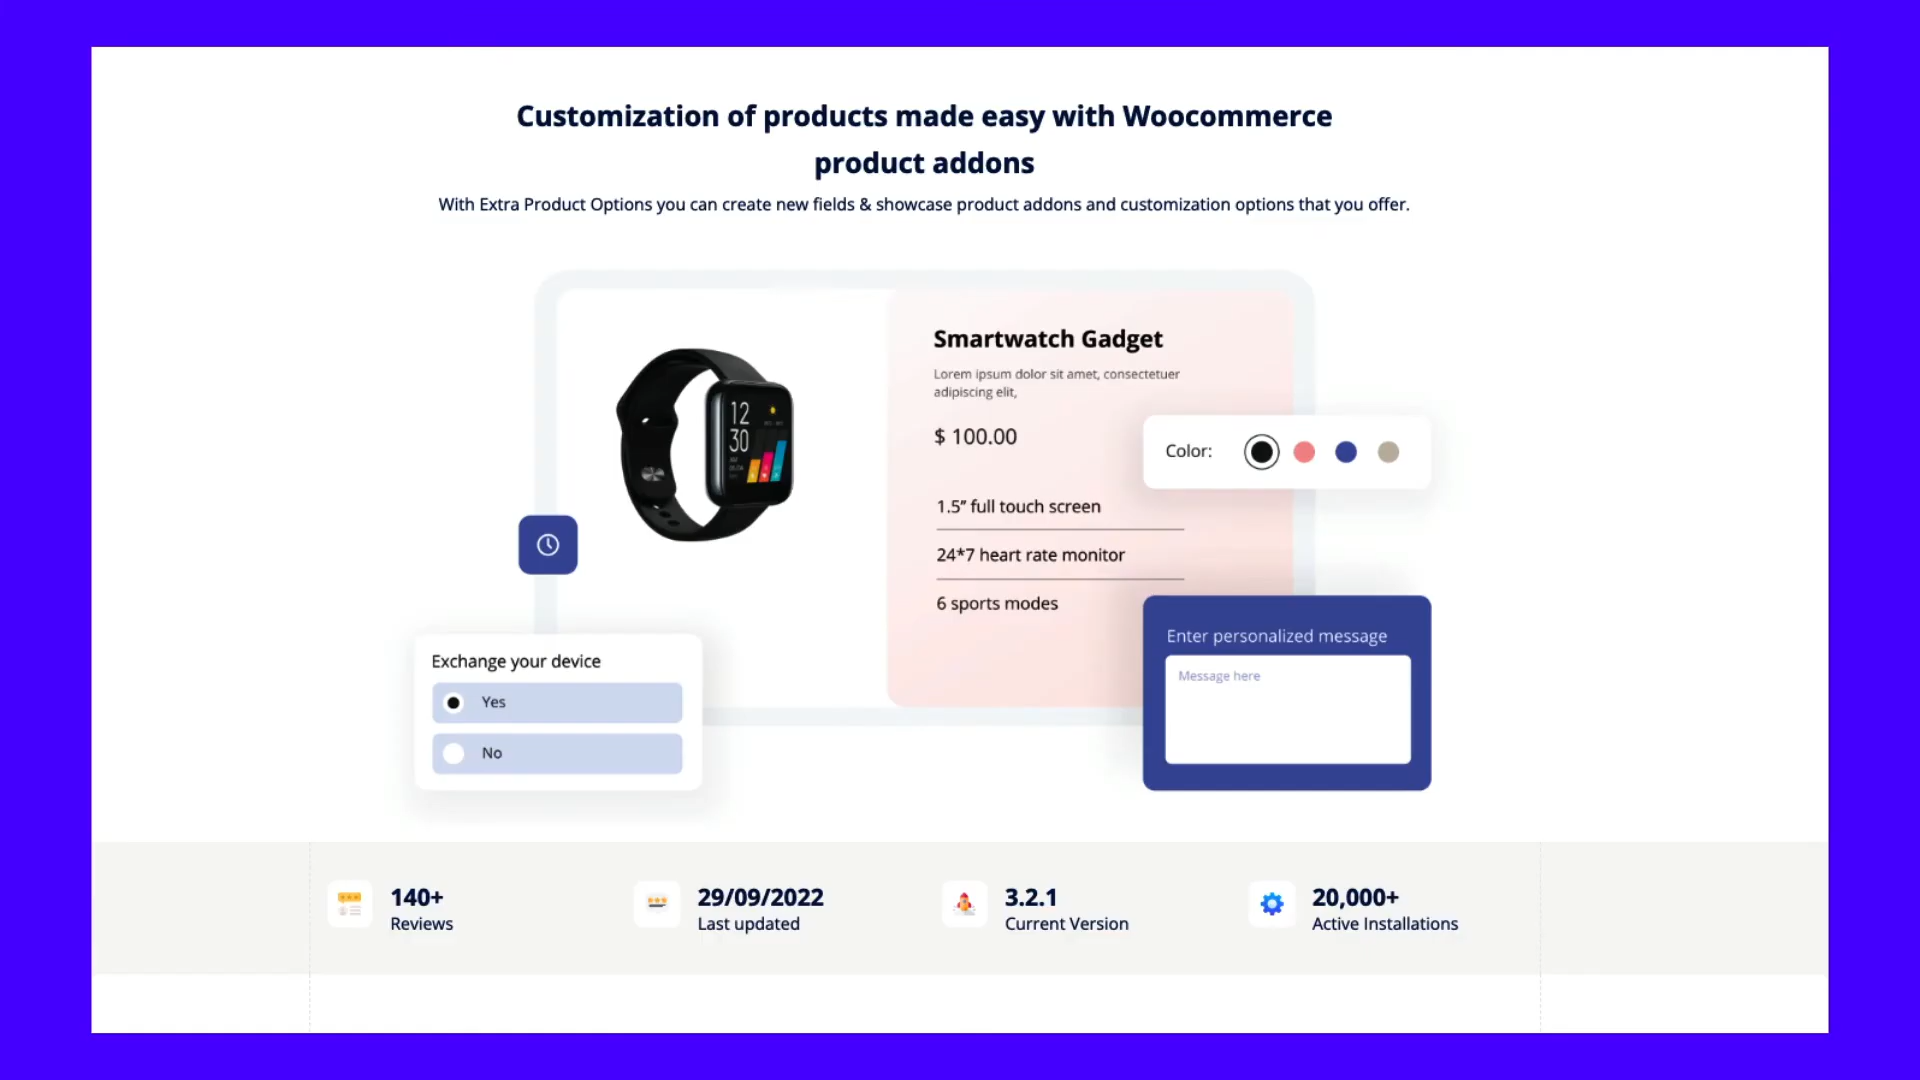 Customization of products made easy with Woocommerce
product addons
With Extra Product Options you can create new fields & showcase product addons and customization options that you offer.
Smartwatch Gadget
Lorem ipsum dolor sit amet, consectetuer
adipiscing elit,
$ 100.00
Color:
1.5” full touch screen
24*7 heart rate monitor
6 sports modes
12
30
Exchange your device
Yes
No
Enter personalized message
Message here
140+
Reviews
29/09/2022
Last updated
3.2.1
Current Version
20,000+
Active Installations